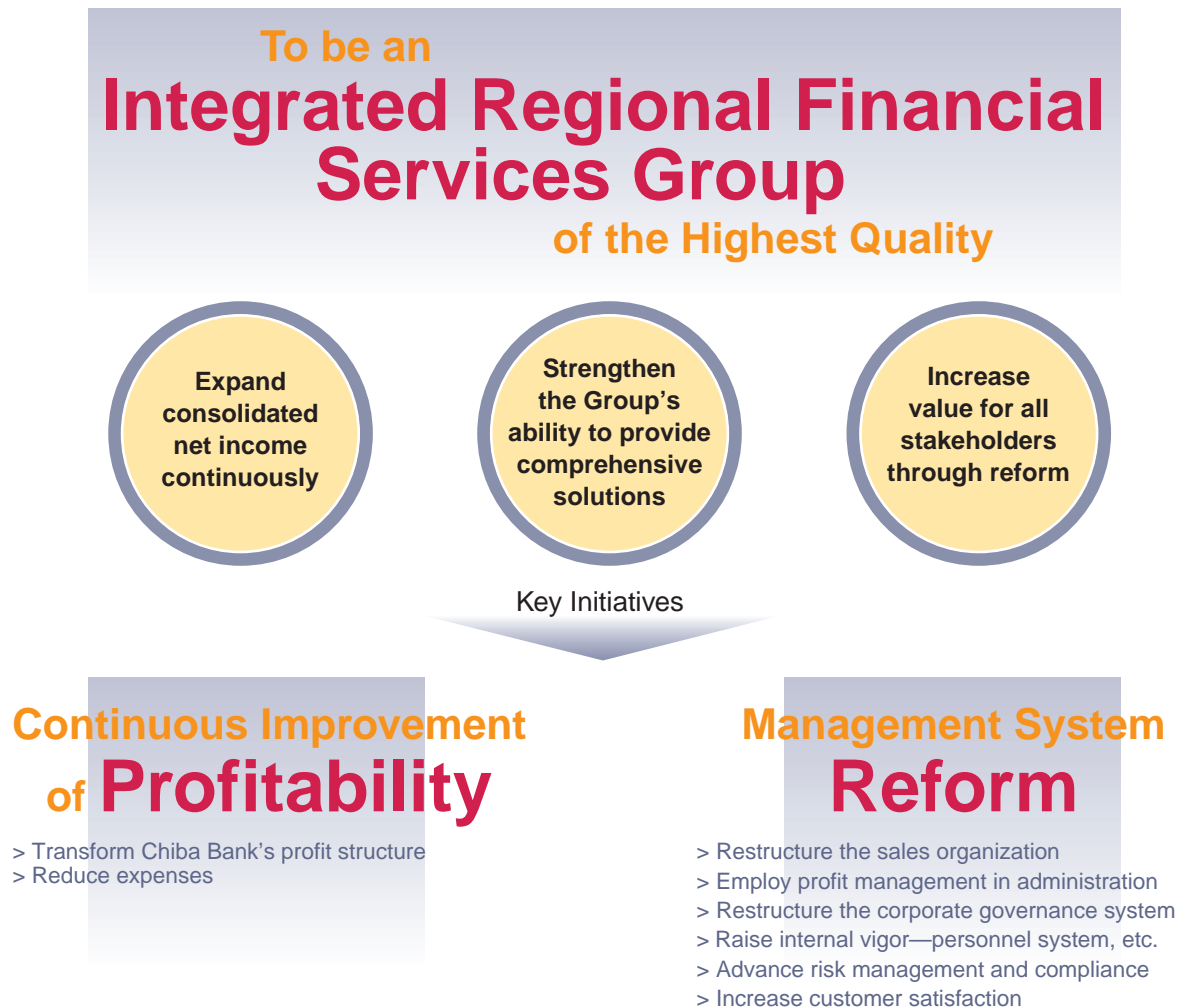 To be an
Integrated Regional Financial
Services Group
of the Highest Quality
Expand
consolidated
net income
continuously
Strengthen
the Group’s
ability to provide
comprehensive
solutions
Increase
value for all
stakeholders
through reform
Key Initiatives
Continuous Improvement
of Profitability
> Transform Chiba Bank’s profit structure
> Reduce expenses
Management System
Reform
> Restructure the sales organization
> Employ profit management in administration
> Restructure the corporate governance system
> Raise internal vigor—personnel system, etc.
> Advance risk management and compliance
> Increase customer satisfaction